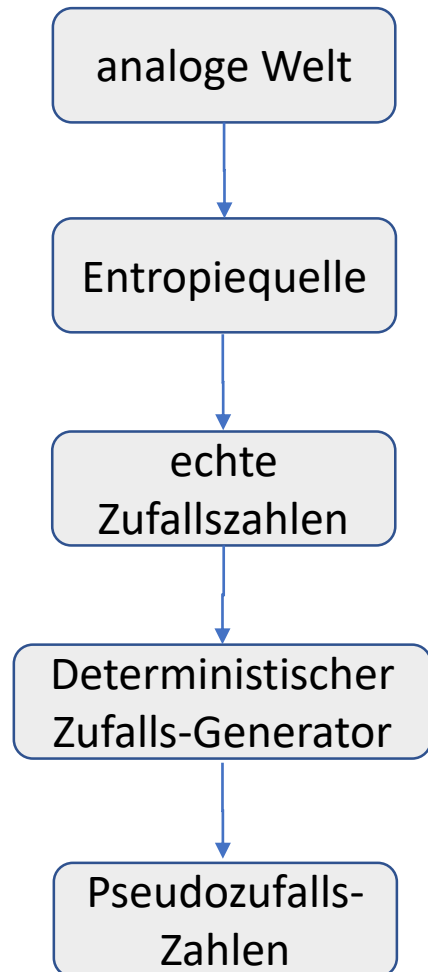 analoge Welt
Entropiequelle
echte
Zufallszahlen
Deterministischer
Zufalls-Generator
Pseudozufalls-
Zahlen